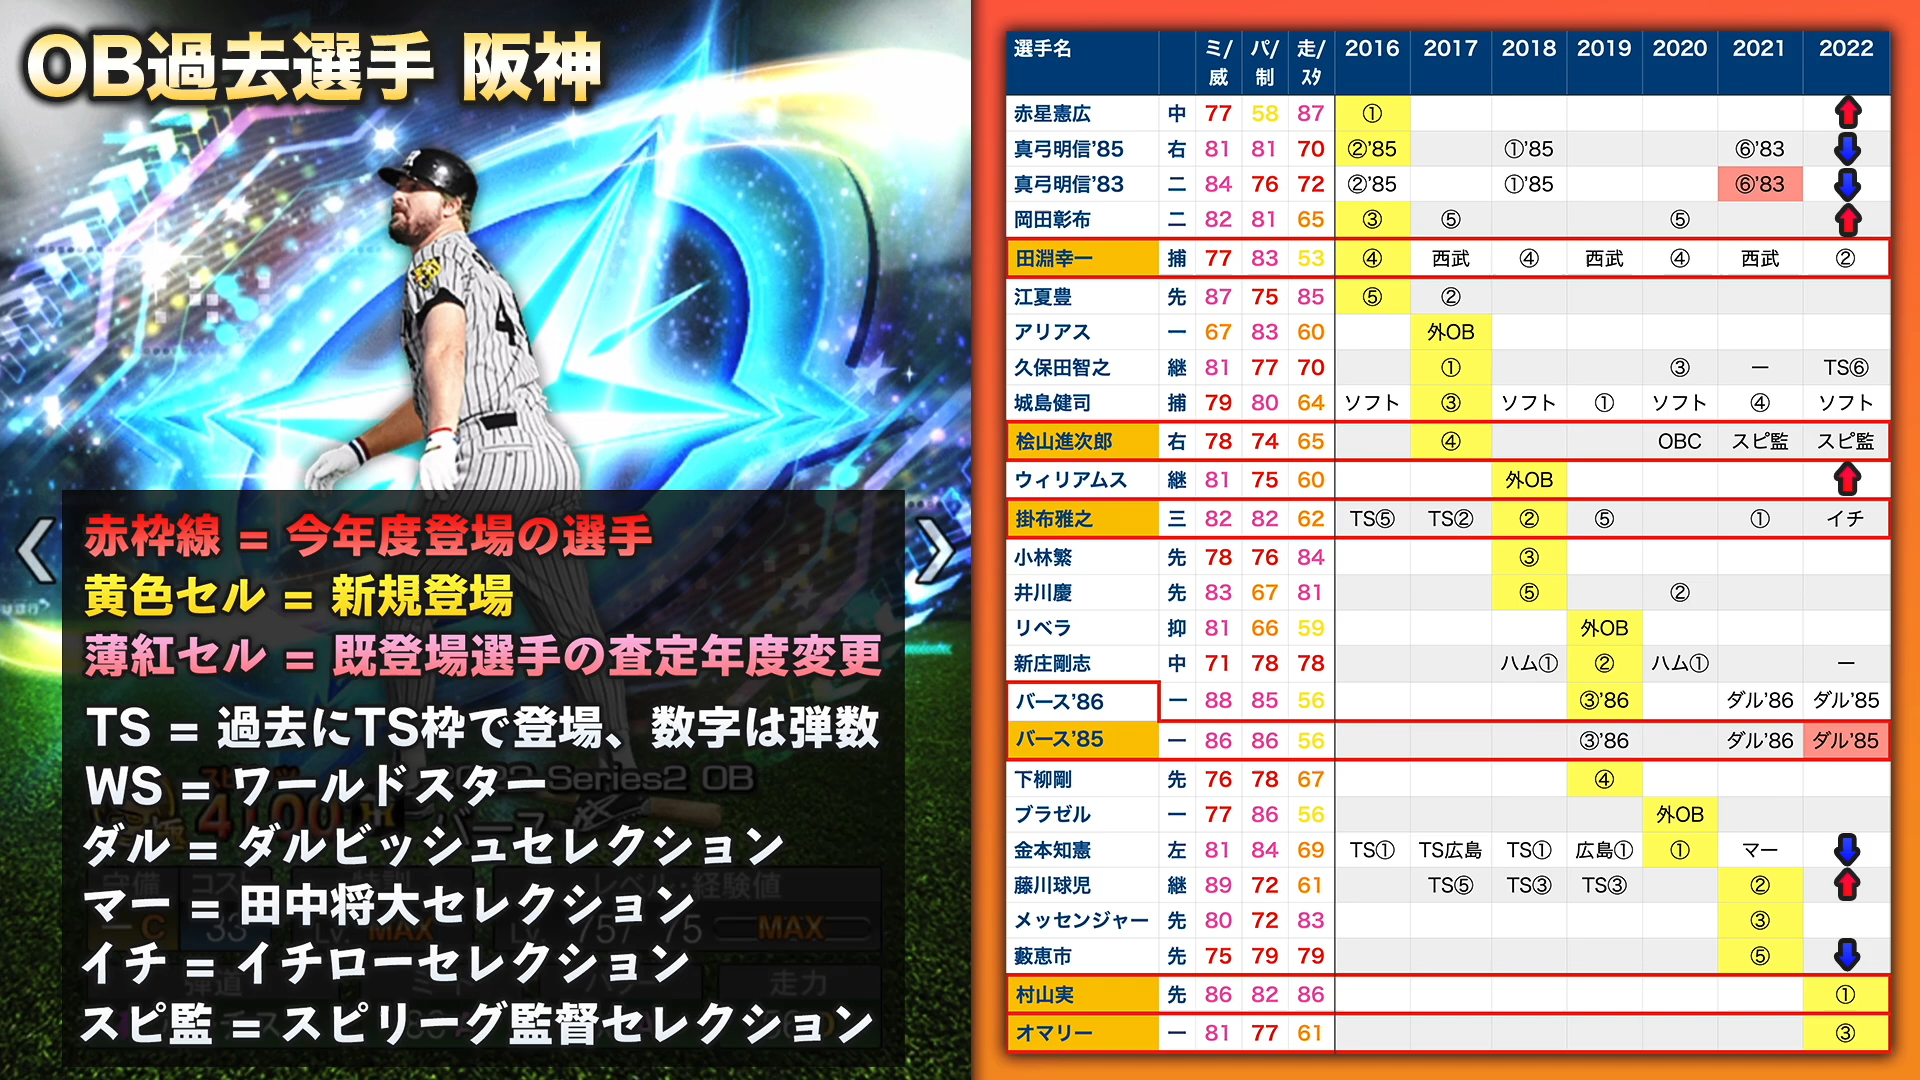 OB過去選手 阪神
赤枠線 = 今年度登場の選手
黄色セル = 新規登場
薄紅セル = 既登場選手の査定年度変更
TS = 過去にTS枠で登場、数字は弾数
WS = ワールドスター
ダル = ダルビッシュセレクション
マー = 田中将大セレクション
イチ = イチローセレクション
スピ監 = スピリーグ監督セレクション
選手名 ミ/威 パ/制 走/スタ 2016 2017 2018 2019 2020 2021 2022
赤星憲広 中 77 58 87 ①
真弓明信'85 右 81 81 70 ②'85 ①'85 ⑥'83
真弓明信'83 二 84 76 72 ②'85 ①'85 ⑥'83
岡田彰布 二 82 81 65 ③ ⑤ ⑤
田淵幸一 捕 77 83 53 ④ 西武 ④ 西武 ④ 西武 ②
江夏豊 先 87 75 85 ⑤ ②
アリアス 一 67 83 60 外OB
久保田智之 継 81 77 70 ① ③ ー TS⑥
城島健司 捕 79 80 64 ソフト ③ ソフト ① ソフト ④ ソフト
桧山進次郎 右 78 74 65 ④ OBC スピ監 スピ監
ウィリアムス 継 81 75 60 外OB
掛布雅之 三 82 82 62 TS⑤ TS② ② ⑤ ① イチ
小林繁 先 78 76 84 ③
井川慶 先 83 67 81 ⑤ ②
リベラ 抑 81 66 59 外OB
新庄剛志 中 71 78 78 ハム① ② ハム① ー
バース'86 一 88 85 56 ③'86 ダル'86 ダル'85
バース'85 一 86 86 56 ③'86 ダル'86 ダル'85
下柳剛 先 76 78 67 ④
ブラゼル 一 77 86 56 外OB
金本知憲 左 81 84 69 TS① TS広島 TS① 広島① ① マー
藤川球児 継 89 72 61 TS⑤ TS③ TS③ ②
メッセンジャー 先 80 72 83 ③
藪恵市 先 75 79 79 ⑤
村山実 先 86 82 86 ①
オマリー 一 81 77 61 ③